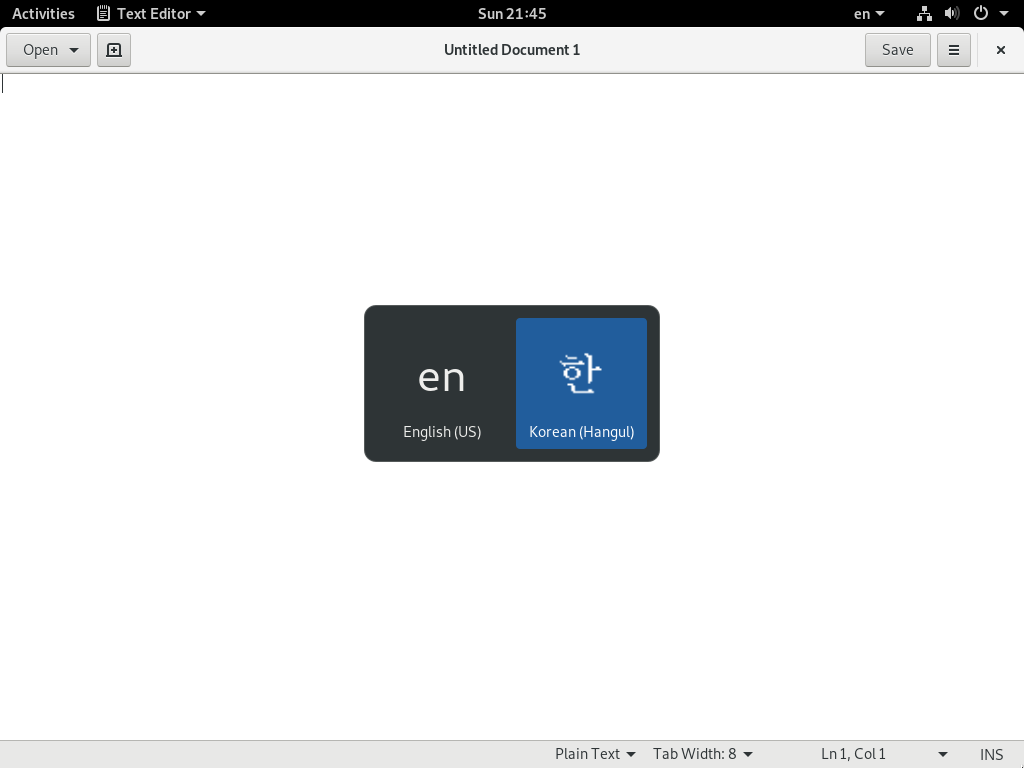 Activities Text Editor Sun 21:45 en
Open Untitled Document 1 Save
en 한
English (US) Korean (Hangul)
Plain Text Tab Width: 8 Ln 1, Col 1 INS